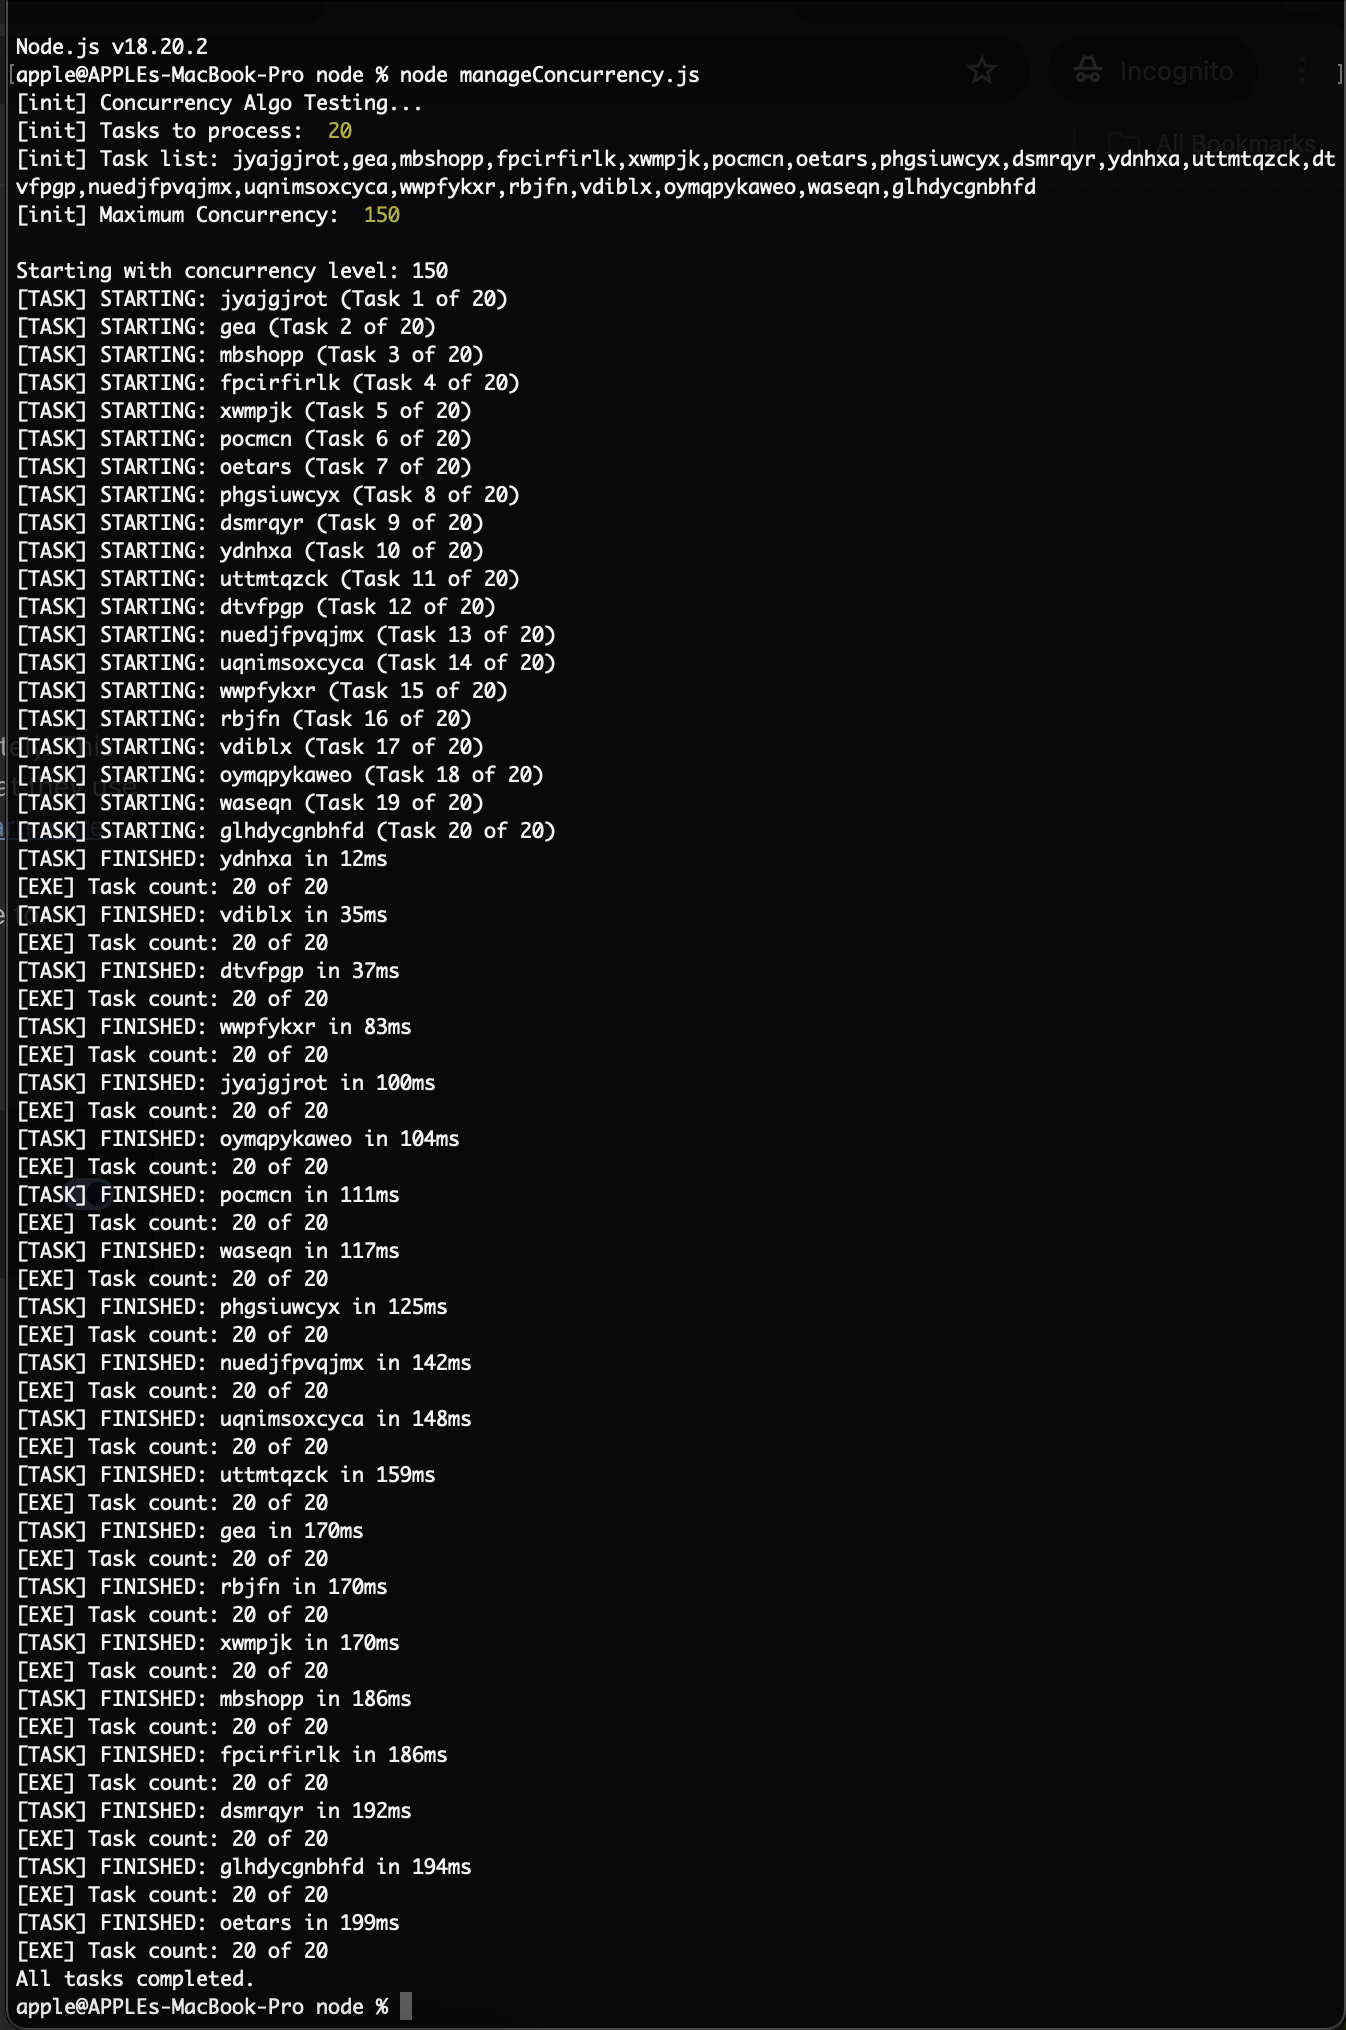 Node.js v18.20.2
[apple@APPLEs-MacBook-Pro node % node manageConcurrency.js ]
Incognito
[init] Concurrency Algo Testing...
[init] Tasks to process:  20
All Bookmarks
[init] Task list: jyajgjrot,gea,mbshopp,fpcirfirlk,xwmpjk,pocmcn,oetars,phgsiuwcyx,dsmrqyr,ydnhxa,uttmtqzck,dt
vfpgp,nuedjfpvqjmx,uqnimsoxcyca,wwpfykxr,rbjfn,vdiblx,oymqpykaweo,waseqn,glhdycgnbhfd
[init] Maximum Concurrency:  150
Starting with concurrency level: 150
[TASK] STARTING: jyajgjrot (Task 1 of 20)
[TASK] STARTING: gea (Task 2 of 20)
[TASK] STARTING: mbshopp (Task 3 of 20)
[TASK] STARTING: fpcirfirlk (Task 4 of 20)
[TASK] STARTING: xwmpjk (Task 5 of 20)
[TASK] STARTING: pocmcn (Task 6 of 20)
[TASK] STARTING: oetars (Task 7 of 20)
[TASK] STARTING: phgsiuwcyx (Task 8 of 20)
[TASK] STARTING: dsmrqyr (Task 9 of 20)
[TASK] STARTING: ydnhxa (Task 10 of 20)
[TASK] STARTING: uttmtqzck (Task 11 of 20)
[TASK] STARTING: dtvfpgp (Task 12 of 20)
[TASK] STARTING: nuedjfpvqjmx (Task 13 of 20)
[TASK] STARTING: uqnimsoxcyca (Task 14 of 20)
[TASK] STARTING: wwpfykxr (Task 15 of 20)
[TASK] STARTING: rbjfn (Task 16 of 20)
[TASK] STARTING: vdiblx (Task 17 of 20)
[TASK] STARTING: oymqpykaweo (Task 18 of 20)
[TASK] STARTING: waseqn (Task 19 of 20)
[TASK] STARTING: glhdycgnbhfd (Task 20 of 20)
[TASK] FINISHED: ydnhxa in 12ms
[EXE] Task count: 20 of 20
[TASK] FINISHED: vdiblx in 35ms
[EXE] Task count: 20 of 20
[TASK] FINISHED: dtvfpgp in 37ms
[EXE] Task count: 20 of 20
[TASK] FINISHED: wwpfykxr in 83ms
[EXE] Task count: 20 of 20
[TASK] FINISHED: jyajgjrot in 100ms
[EXE] Task count: 20 of 20
[TASK] FINISHED: oymqpykaweo in 104ms
[EXE] Task count: 20 of 20
[TASK] FINISHED: pocmcn in 111ms
[EXE] Task count: 20 of 20
[TASK] FINISHED: waseqn in 117ms
[EXE] Task count: 20 of 20
[TASK] FINISHED: phgsiuwcyx in 125ms
[EXE] Task count: 20 of 20
[TASK] FINISHED: nuedjfpvqjmx in 142ms
[EXE] Task count: 20 of 20
[TASK] FINISHED: uqnimsoxcyca in 148ms
[EXE] Task count: 20 of 20
[TASK] FINISHED: uttmtqzck in 159ms
[EXE] Task count: 20 of 20
[TASK] FINISHED: gea in 170ms
[EXE] Task count: 20 of 20
[TASK] FINISHED: rbjfn in 170ms
[EXE] Task count: 20 of 20
[TASK] FINISHED: xwmpjk in 170ms
[EXE] Task count: 20 of 20
[TASK] FINISHED: mbshopp in 186ms
[EXE] Task count: 20 of 20
[TASK] FINISHED: fpcirfirlk in 186ms
[EXE] Task count: 20 of 20
[TASK] FINISHED: dsmrqyr in 192ms
[EXE] Task count: 20 of 20
[TASK] FINISHED: glhdycgnbhfd in 194ms
[EXE] Task count: 20 of 20
[TASK] FINISHED: oetars in 199ms
[EXE] Task count: 20 of 20
All tasks completed.
apple@APPLEs-MacBook-Pro node %